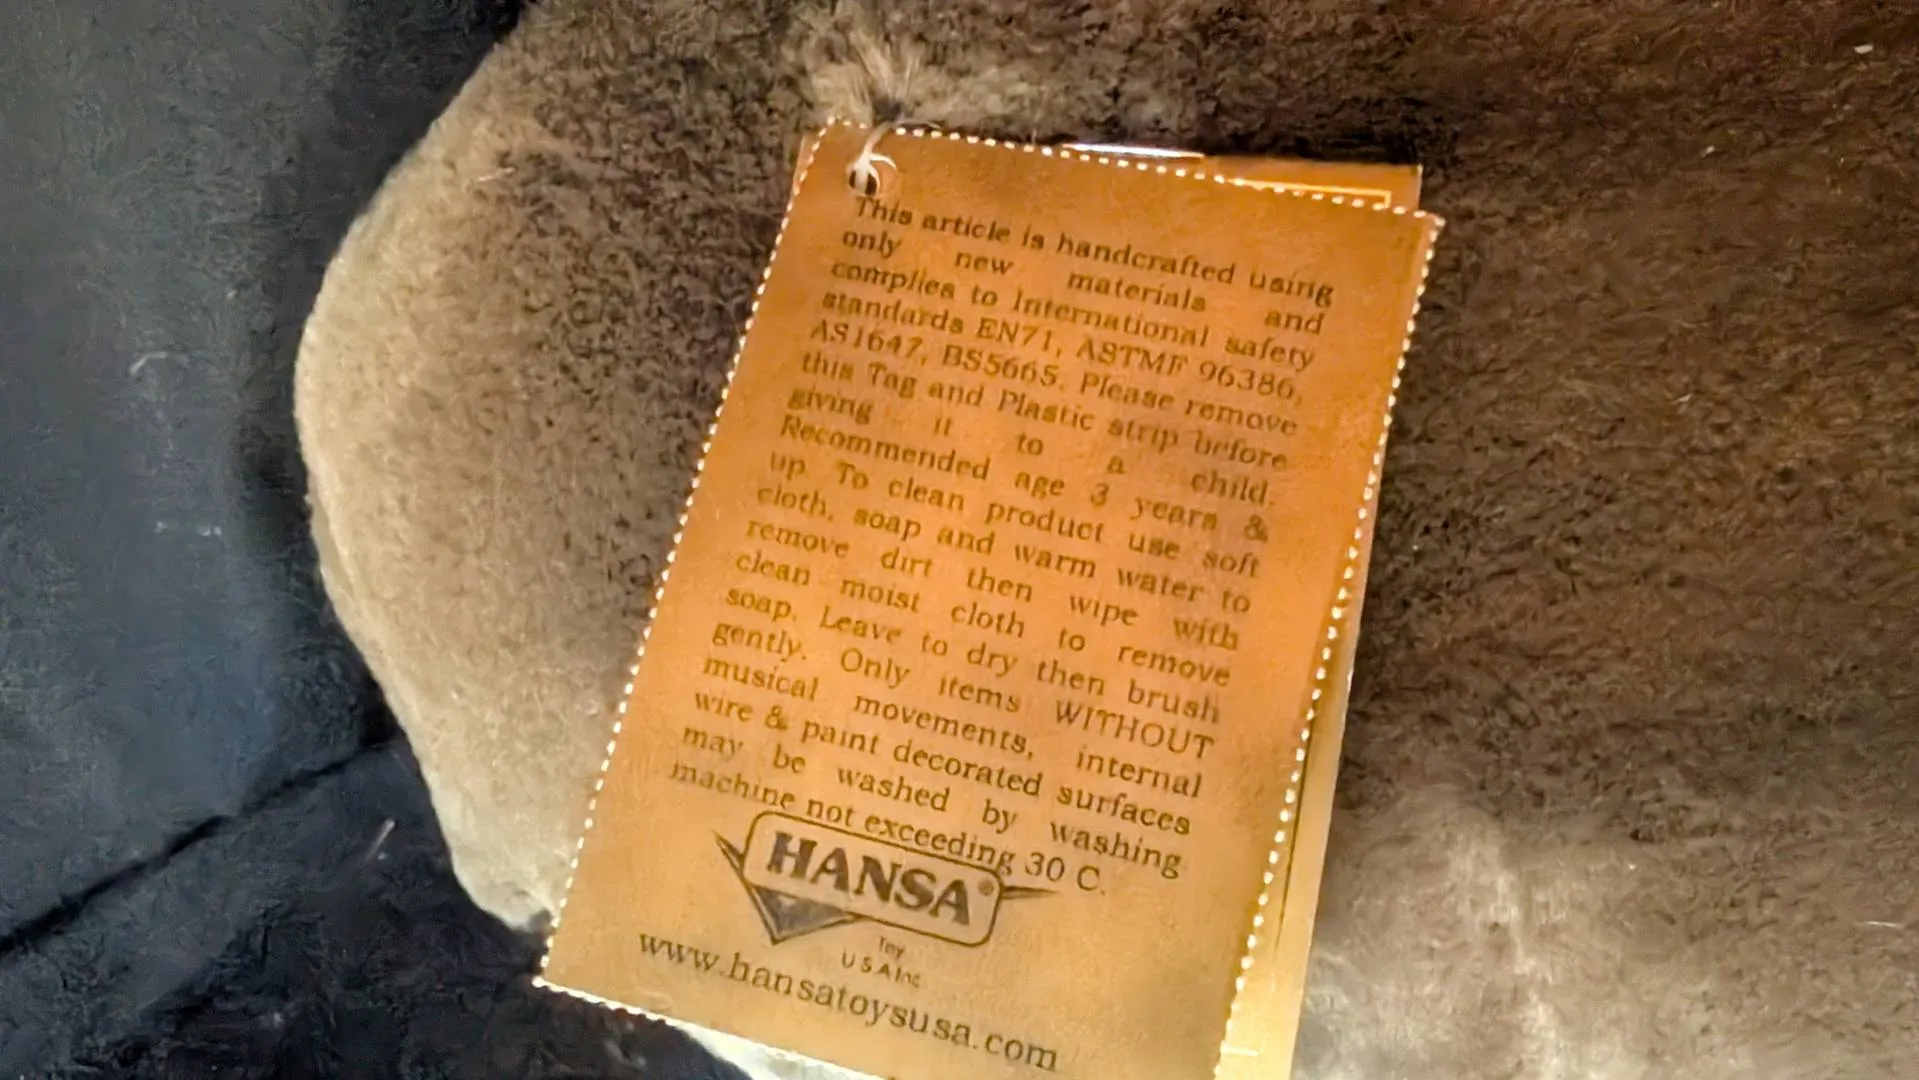 This article is handcrafted using
only new materials and
complies to International safety
standards EN71, ASTMF 96386,
AS1647, BS5665. Please remove
this Tag and Plastic strip before
giving it to a child.
Recommended age 3 years &
up. To clean product use soft
cloth, soap and warm water to
remove dirt then wipe with
clean moist cloth to remove
soap. Leave to dry then brush
gently. Only items WITHOUT
musical movements, internal
wire & paint decorated surfaces
may be washed by washing
machine not exceeding 30 C.
HANSA®
Toy
USA Inc
www.hansatoysusa.com